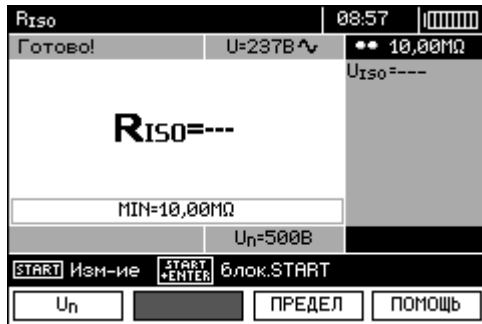 RISO 08:57
Готово! U=237В∿ ●● 10,00MΩ
UISO=---
RISO=---
MIN=10,00MΩ
Un=500В
START Изм-ие START +ENTER блок.START
Un ПРЕДЕЛ ПОМОЩЬ